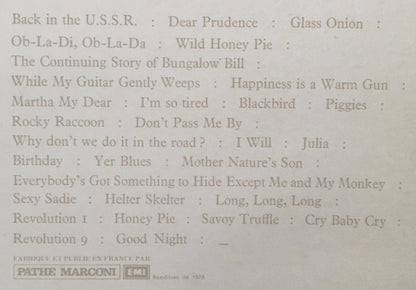 Back in the U.S.S.R. : Dear Prudence : Glass Onion :
Ob-La-Di, Ob-La-Da : Wild Honey Pie :
The Continuing Story of Bungalow Bill :
While My Guitar Gently Weeps : Happiness is a Warm Gun :
Martha My Dear : I'm so tired : Blackbird : Piggies :
Rocky Raccoon : Don't Pass Me By :
Why don't we do it in the road? : I Will : Julia :
Birthday : Yer Blues : Mother Nature's Son :
Everybody's Got Something to Hide Except Me and My Monkey :
Sexy Sadie : Helter Skelter : Long, Long, Long :
Revolution 1 : Honey Pie : Savoy Truffle : Cry Baby Cry :
Revolution 9 : Good Night : _
FABRIQUÉ ET PUBLIÉ EN FRANCE PAR
PATHE MARCONI EMI Réédition de 1978